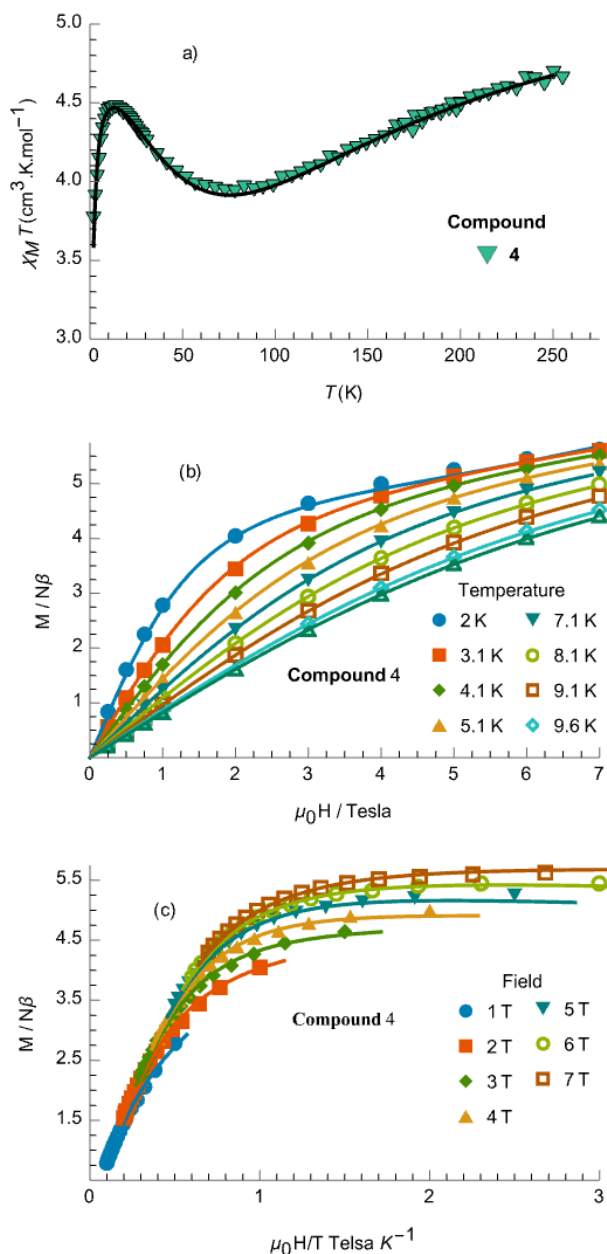 a)
χM T(cm³.K.mol⁻¹)
5.0
4.5
4.0
3.5
3.0
Compound
4
0 50 100 150 200 250
T(K)
(b)
M / Nβ
5
4
3
2
1
Temperature
2 K 7.1 K
3.1 K 8.1 K
4.1 K 9.1 K
5.1 K 9.6 K
Compound 4
0 1 2 3 4 5 6 7
μ0H / Tesla
(c)
M / Nβ
5.5
4.5
3.5
2.5
1.5
Field
1 T 5 T
2 T 6 T
3 T 7 T
4 T
Compound 4
0 1 2 3
μ0H/T Telsa K⁻¹